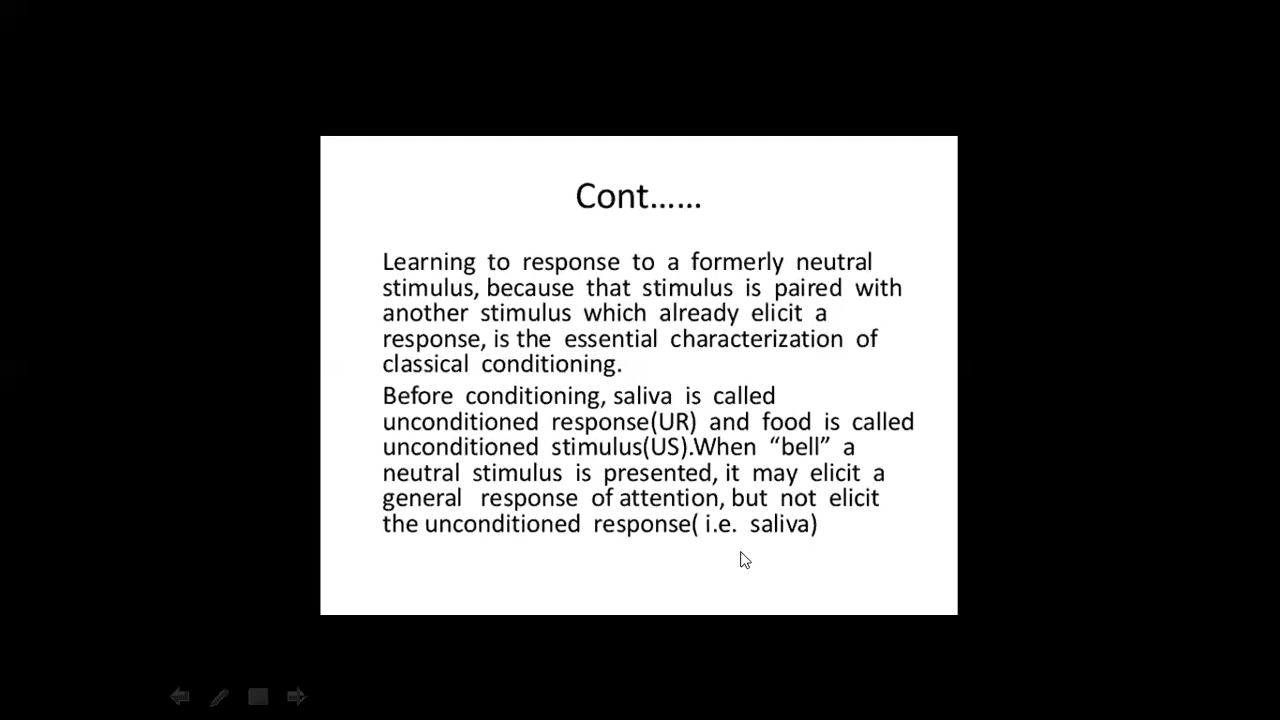 Cont......
Learning to response to a formerly neutral
stimulus, because that stimulus is paired with
another stimulus which already elicit a
response, is the essential characterization of
classical conditioning.
Before conditioning, saliva is called
unconditioned response(UR) and food is called
unconditioned stimulus(US).When “bell” a
neutral stimulus is presented, it may elicit a
general response of attention, but not elicit
the unconditioned response( i.e. saliva)